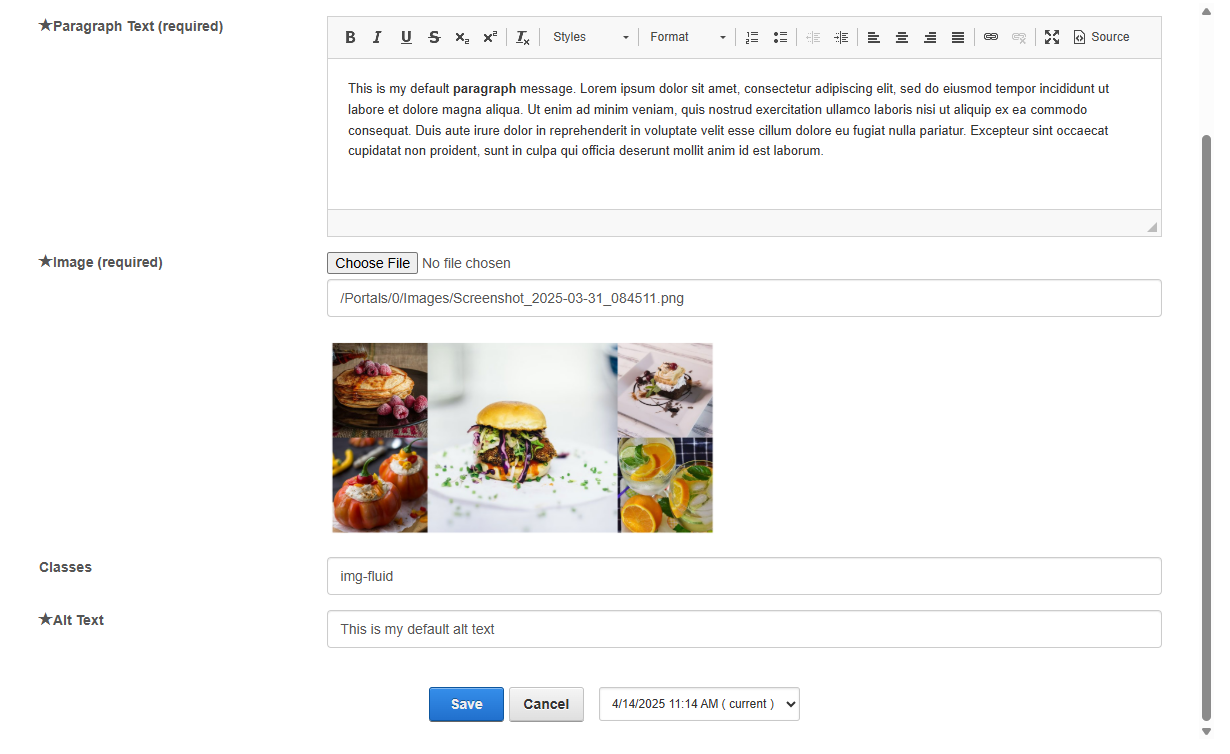 ★Paragraph Text (required)
B I U S x₂ x² Tx Styles Format Source
This is my default paragraph message. Lorem ipsum dolor sit amet, consectetur adipiscing elit, sed do eiusmod tempor incididunt ut
labore et dolore magna aliqua. Ut enim ad minim veniam, quis nostrud exercitation ullamco laboris nisi ut aliquip ex ea commodo
consequat. Duis aute irure dolor in reprehenderit in voluptate velit esse cillum dolore eu fugiat nulla pariatur. Excepteur sint occaecat
cupidatat non proident, sunt in culpa qui officia deserunt mollit anim id est laborum.
★Image (required)
Choose File No file chosen
/Portals/0/Images/Screenshot_2025-03-31_084511.png
Classes
img-fluid
★Alt Text
This is my default alt text
Save Cancel 4/14/2025 11:14 AM ( current )